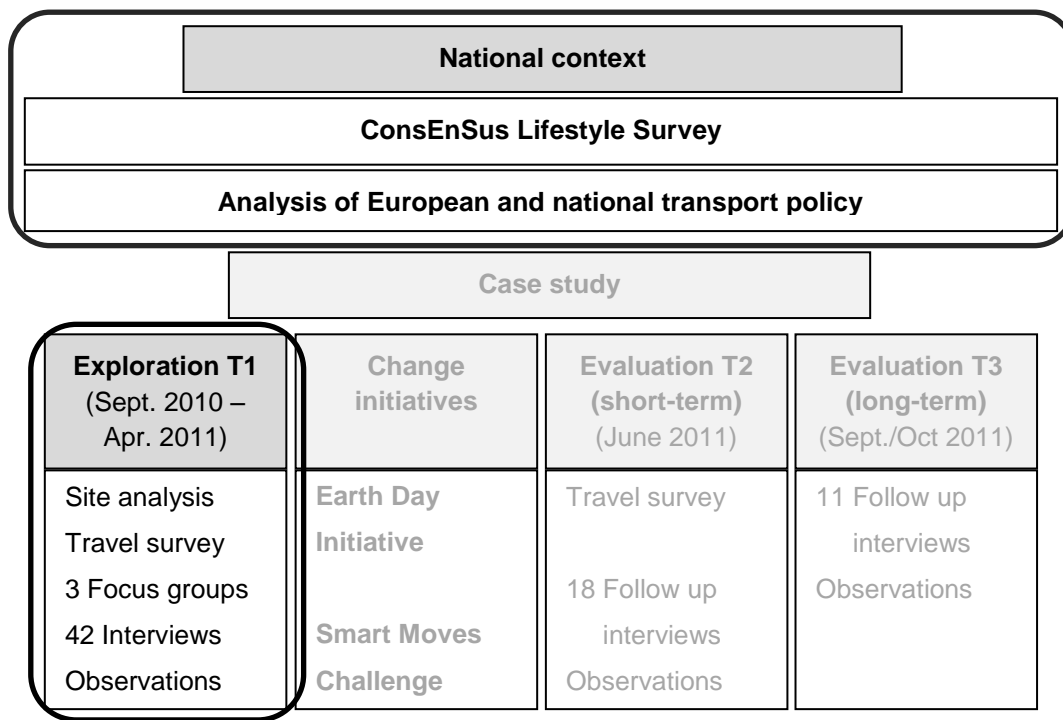 National context
ConsEnSus Lifestyle Survey
Analysis of European and national transport policy
Case study
Exploration T1
(Sept. 2010 –
Apr. 2011)
Site analysis
Travel survey
3 Focus groups
42 Interviews
Observations
Change
initiatives
Earth Day
Initiative
Smart Moves
Challenge
Evaluation T2
(short-term)
(June 2011)
Travel survey
18 Follow up
interviews
Observations
Evaluation T3
(long-term)
(Sept./Oct 2011)
11 Follow up
interviews
Observations